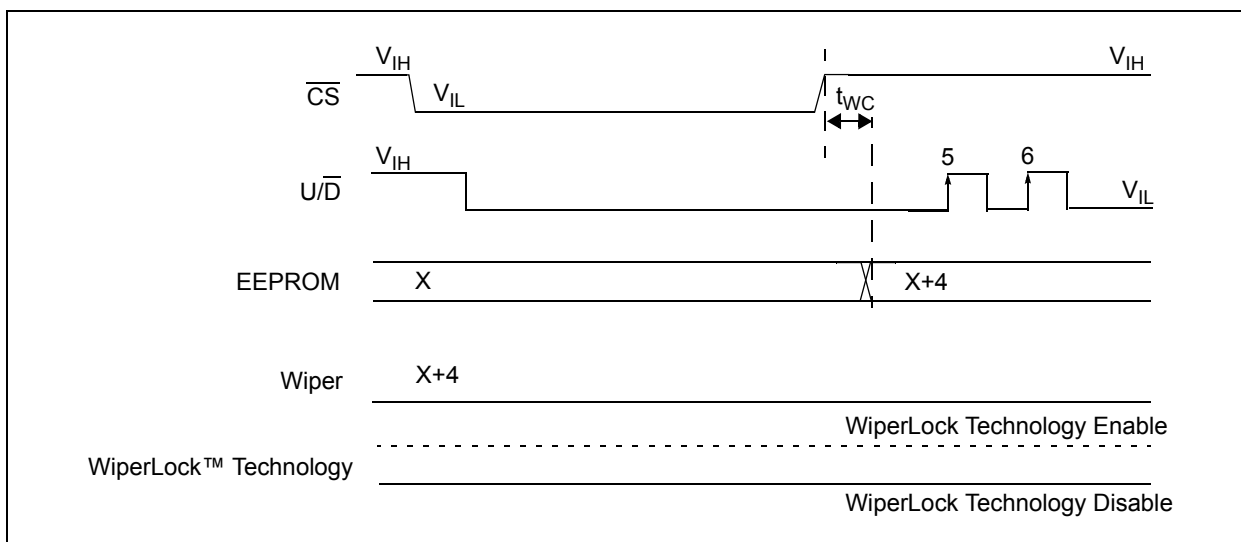 VIH
VIH
CS
VIL
tWC
VIH
5
6
U/D
VIL
EEPROM
X
X+4
Wiper
X+4
WiperLock Technology Enable
WiperLock™ Technology
WiperLock Technology Disable